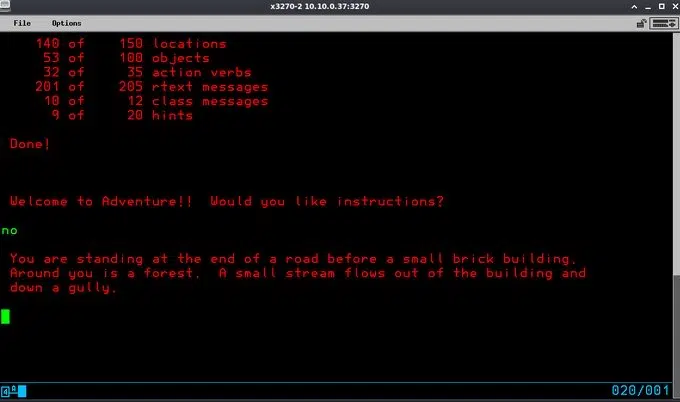 x3270-2 10.10.0.37:3270
File Options
140 of 150 locations
53 of 100 objects
32 of 35 action verbs
201 of 205 rtext messages
10 of 12 class messages
9 of 20 hints
Done!
Welcome to Adventure!! Would you like instructions?
no
You are standing at the end of a road before a small brick building.
Around you is a forest. A small stream flows out of the building and
down a gully.
4A
020/001